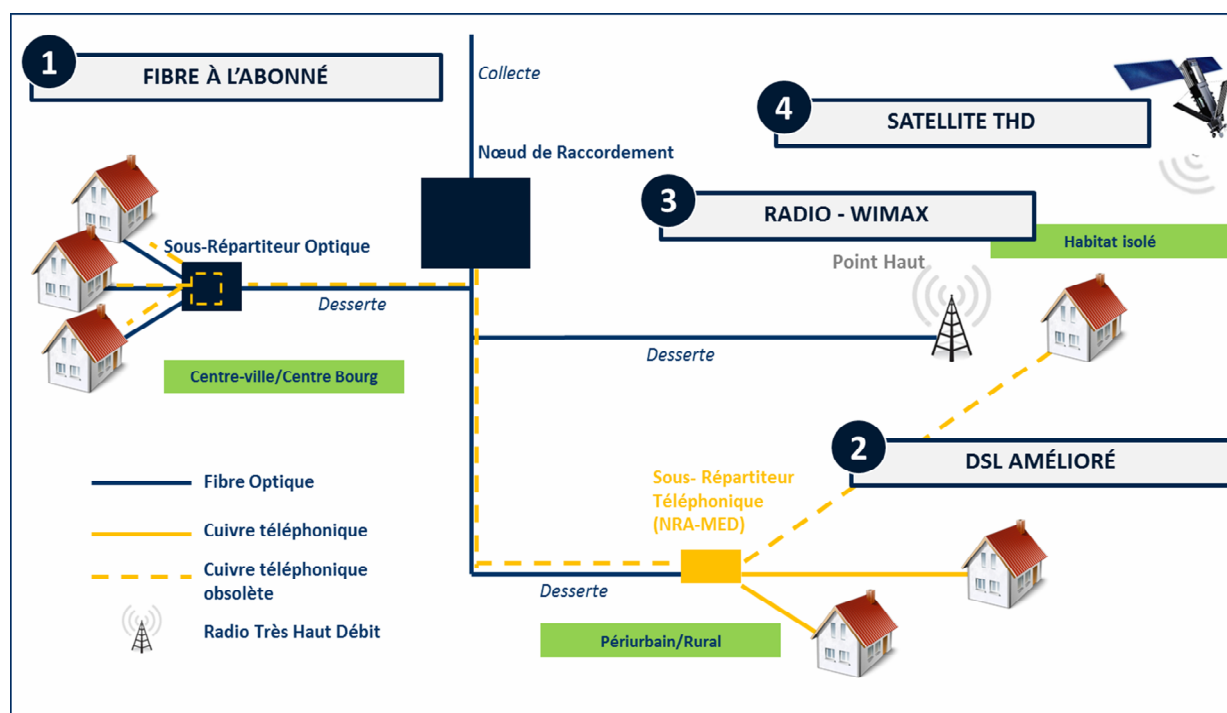 1
FIBRE À L'ABONNÉ
Collecte
4
SATELLITE THD
Nœud de Raccordement
3
RADIO - WIMAX
Habitat isolé
Point Haut
Sous-Répartiteur Optique
Desserte
Desserte
Centre-ville/Centre Bourg
2
DSL AMÉLIORÉ
Fibre Optique
Cuivre téléphonique
Cuivre téléphonique
obsolète
Radio Très Haut Débit
Sous- Répartiteur
Téléphonique
(NRA-MED)
Desserte
Périurbain/Rural